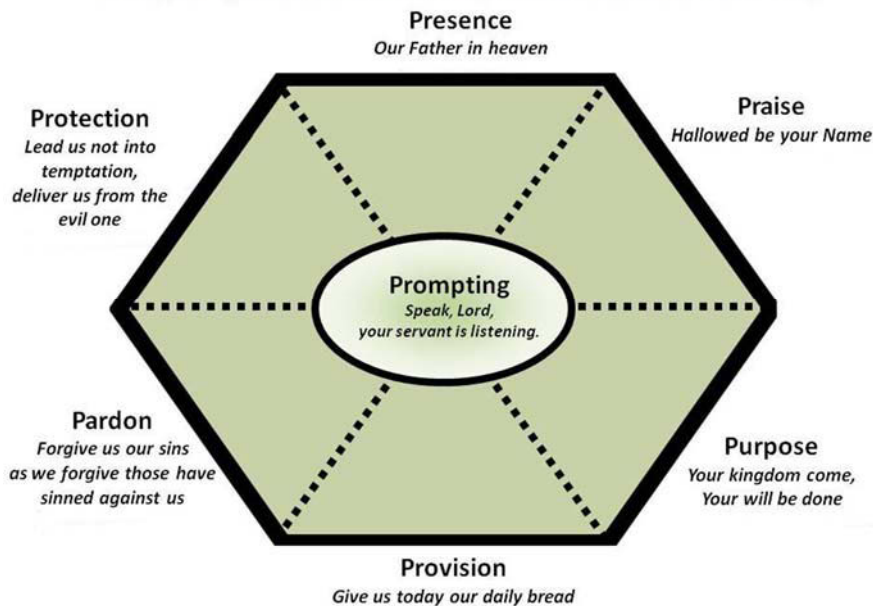 Presence
Our Father in heaven
Praise
Hallowed be your Name
Protection
Lead us not into
temptation,
deliver us from the
evil one
Prompting
Speak, Lord,
your servant is listening.
Pardon
Forgive us our sins
as we forgive those have
sinned against us
Purpose
Your kingdom come,
Your will be done
Provision
Give us today our daily bread